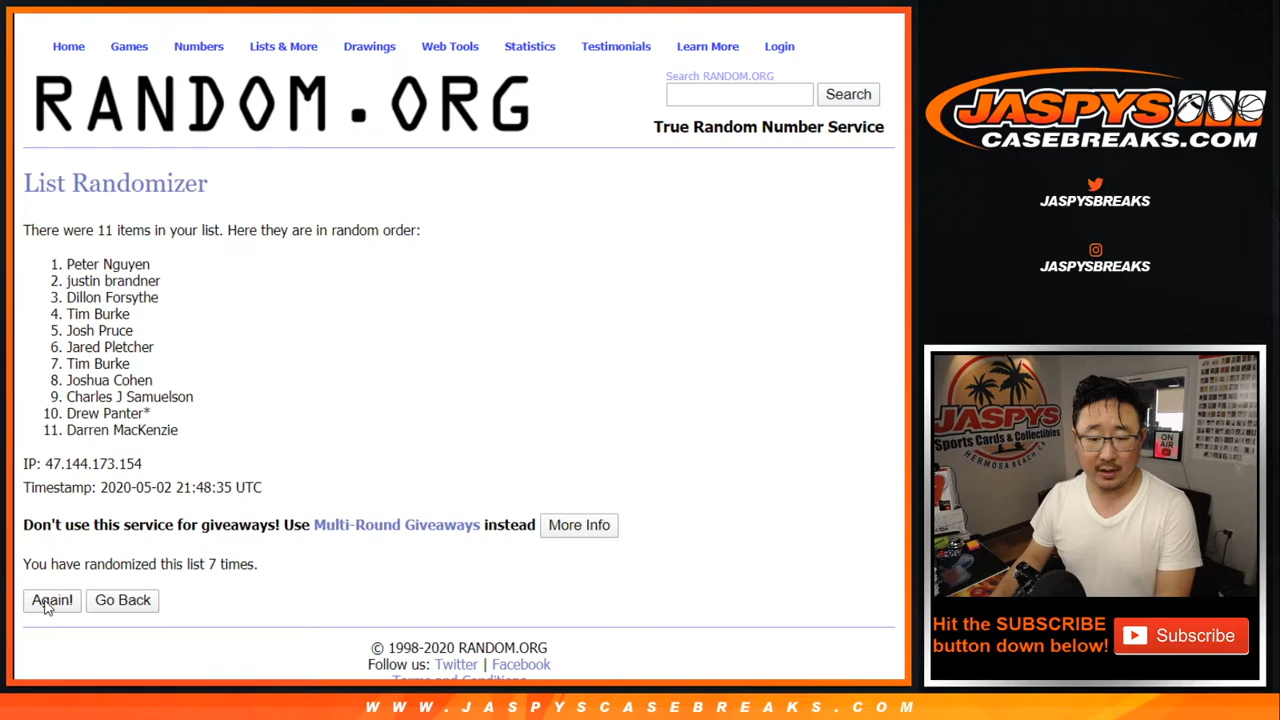 Home Games Numbers Lists & More Drawings Web Tools Statistics Testimonials Learn More Login
RANDOM.ORG
Search RANDOM.ORG
Search
True Random Number Service
List Randomizer
There were 11 items in your list. Here they are in random order:
1. Peter Nguyen
2. justin brandner
3. Dillon Forsythe
4. Tim Burke
5. Josh Pruce
6. Jared Pletcher
7. Tim Burke
8. Joshua Cohen
9. Charles J Samuelson
10. Drew Panter*
11. Darren MacKenzie
IP: 47.144.173.154
Timestamp: 2020-05-02 21:48:35 UTC
Don't use this service for giveaways! Use Multi-Round Giveaways instead More Info
You have randomized this list 7 times.
Again! Go Back
© 1998-2020 RANDOM.ORG
Follow us: Twitter | Facebook
Terms and Conditions
JASPYS
CASEBREAKS.COM
JASPYSBREAKS
JASPYSBREAKS
JASPYS
Sports Cards & Collectibles
HERMOSA BEACH, CA
ON
AIR
Hit the SUBSCRIBE
button down below!
Subscribe
WWW.JASPYSCASEBREAKS.COM